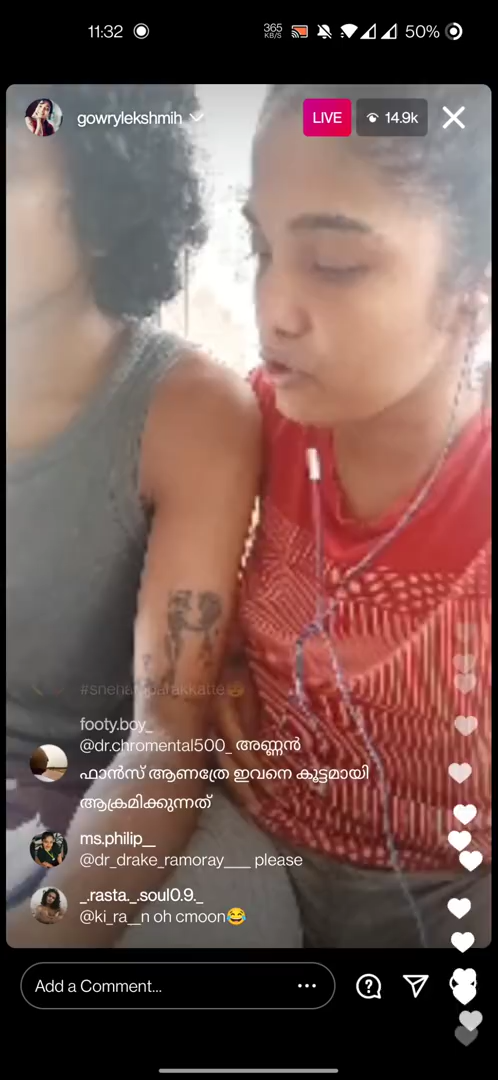 11:32
365
KB/S
50%
gowrylekshmih
LIVE
14.9k
footy.boy_
@dr.chromental500_ അണ്ണൻ
ഫാൻസ് ആണത്രേ ഇവനെ കൂട്ടമായി
ആക്രമിക്കുന്നത്
ms.philip__
@dr_drake_ramoray___ please
_.rasta._.soul0.9._
@ki_ra__n oh cmoon😂
Add a Comment...